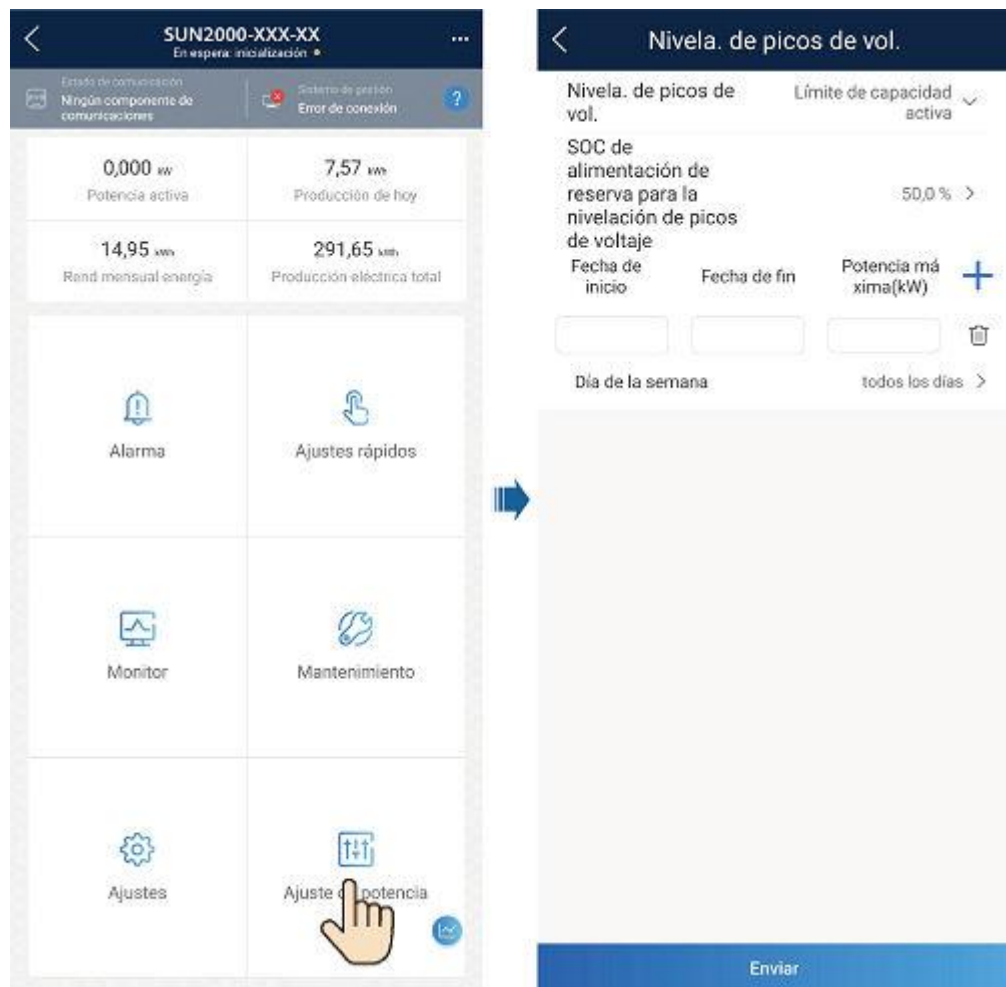 SUN2000-XXX-XX
En espera: inicialización
Estado de comunicación
Ningún componente de
comunicaciones
Sistema de gestión
Error de conexión
?
0,000 kW
Potencia activa
7,57 kWh
Producción de hoy
14,95 kWh
Rend mensual energía
291,65 kWh
Producción eléctrica total
Alarma
Ajustes rápidos
Monitor
Mantenimiento
Ajustes
Ajuste de potencia
Nivela. de picos de vol.
Nivela. de picos de
vol.
Límite de capacidad
activa
SOC de
alimentación de
reserva para la
nivelación de picos
de voltaje
50,0 %
Fecha de
inicio
Fecha de fin
Potencia má
xima(kW)
Día de la semana
todos los días
Enviar